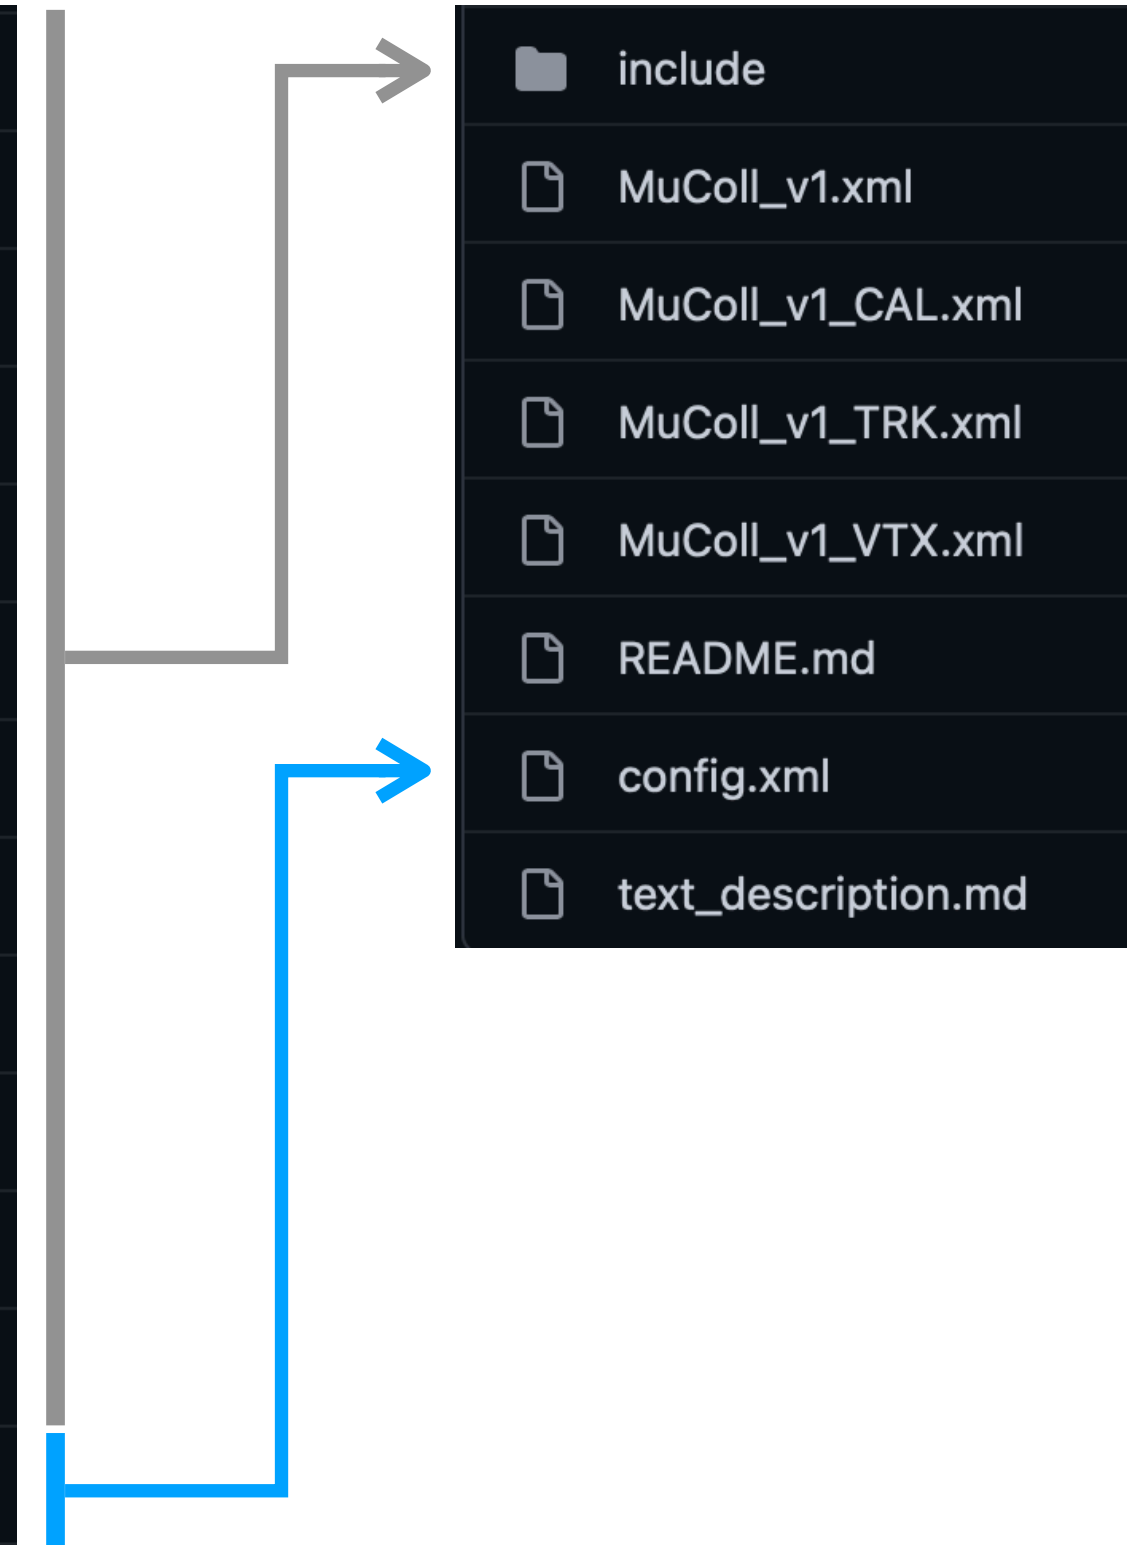 include
MuColl_v1.xml
MuColl_v1_CAL.xml
MuColl_v1_TRK.xml
MuColl_v1_VTX.xml
README.md
config.xml
text_description.md